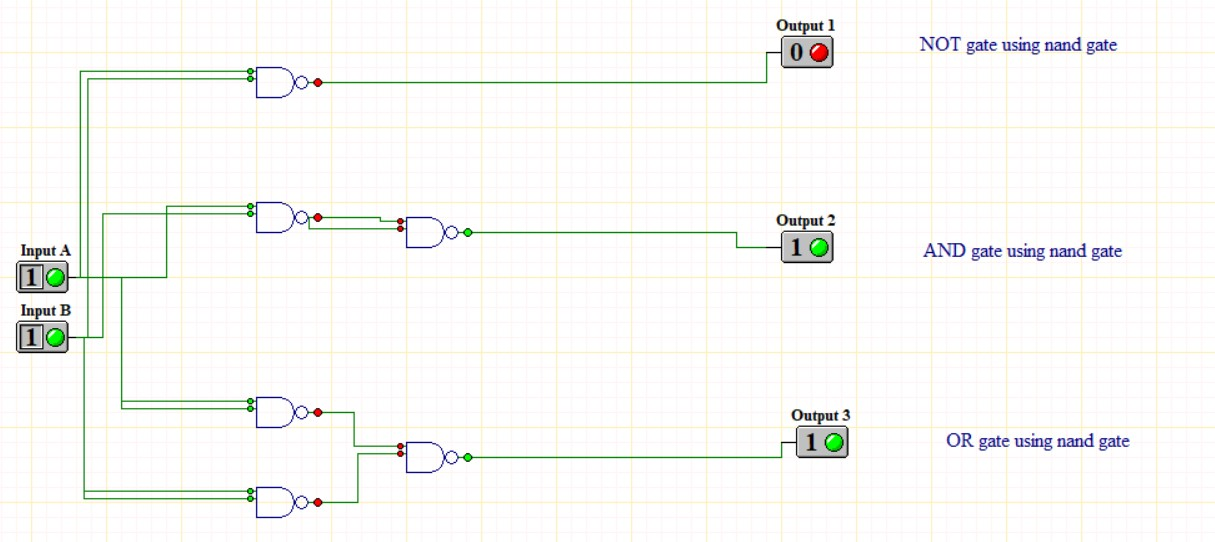 Output 1
0
NOT gate using nand gate
Output 2
1
AND gate using nand gate
Input A
1
Input B
1
Output 3
1
OR gate using nand gate